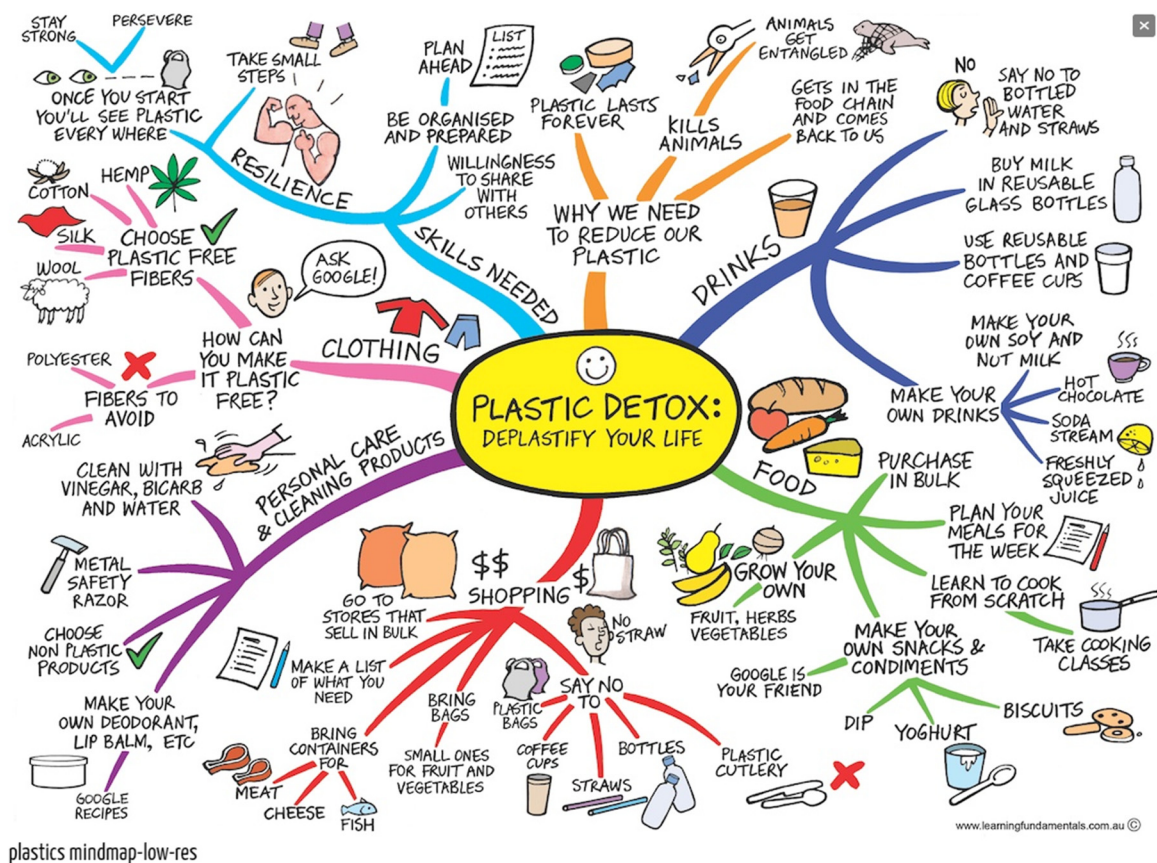 STAY
STRONG
PERSEVERE
ONCE YOU START
YOU'LL SEE PLASTIC
EVERY WHERE
TAKE SMALL
STEPS
RESILIENCE
PLAN
AHEAD
LIST
BE ORGANISED
AND PREPARED
WILLINGNESS
TO SHARE
WITH
OTHERS
SKILLS NEEDED
PLASTIC LASTS
FOREVER
KILLS
ANIMALS
ANIMALS
GET
ENTANGLED
GETS IN THE
FOOD CHAIN
AND COMES
BACK TO US
WHY WE NEED
TO REDUCE OUR
PLASTIC
DRINKS
NO
SAY NO TO
BOTTLED
WATER
AND STRAWS
BUY MILK
IN REUSABLE
GLASS BOTTLES
USE REUSABLE
BOTTLES AND
COFFEE CUPS
MAKE YOUR
OWN DRINKS
MAKE YOUR
OWN SOY AND
NUT MILK
HOT
CHOCOLATE
SODA
STREAM
FRESHLY
SQUEEZED
JUICE
COTTON
HEMP
SILK
WOOL
CHOOSE
PLASTIC FREE
FIBERS
ASK
GOOGLE!
HOW CAN
YOU MAKE
IT PLASTIC
FREE?
CLOTHING
POLYESTER
FIBERS TO
AVOID
ACRYLIC
PLASTIC DETOX:
DEPLASTIFY YOUR LIFE
PERSONAL CARE
& CLEANING PRODUCTS
CLEAN WITH
VINEGAR, BICARB
AND WATER
METAL
SAFETY
RAZOR
CHOOSE
NON PLASTIC
PRODUCTS
MAKE YOUR
OWN DEODORANT,
LIP BALM, ETC
GOOGLE
RECIPES
$$
$
SHOPPING
GO TO
STORES THAT
SELL IN BULK
MAKE A LIST
OF WHAT YOU
NEED
BRING
CONTAINERS
FOR
MEAT
CHEESE
FISH
BRING
BAGS
SMALL ONES
FOR FRUIT AND
VEGETABLES
NO
STRAW
SAY NO
TO
PLASTIC
BAGS
COFFEE
CUPS
STRAWS
BOTTLES
PLASTIC
CUTLERY
FOOD
PURCHASE
IN BULK
PLAN YOUR
MEALS FOR
THE WEEK
LEARN TO COOK
FROM SCRATCH
TAKE COOKING
CLASSES
GROW YOUR
OWN
FRUIT, HERBS
VEGETABLES
MAKE YOUR
OWN SNACKS &
CONDIMENTS
GOOGLE IS
YOUR FRIEND
DIP
YOGHURT
BISCUITS
www.learningfundamentals.com.au ©
plastics mindmap-low-res